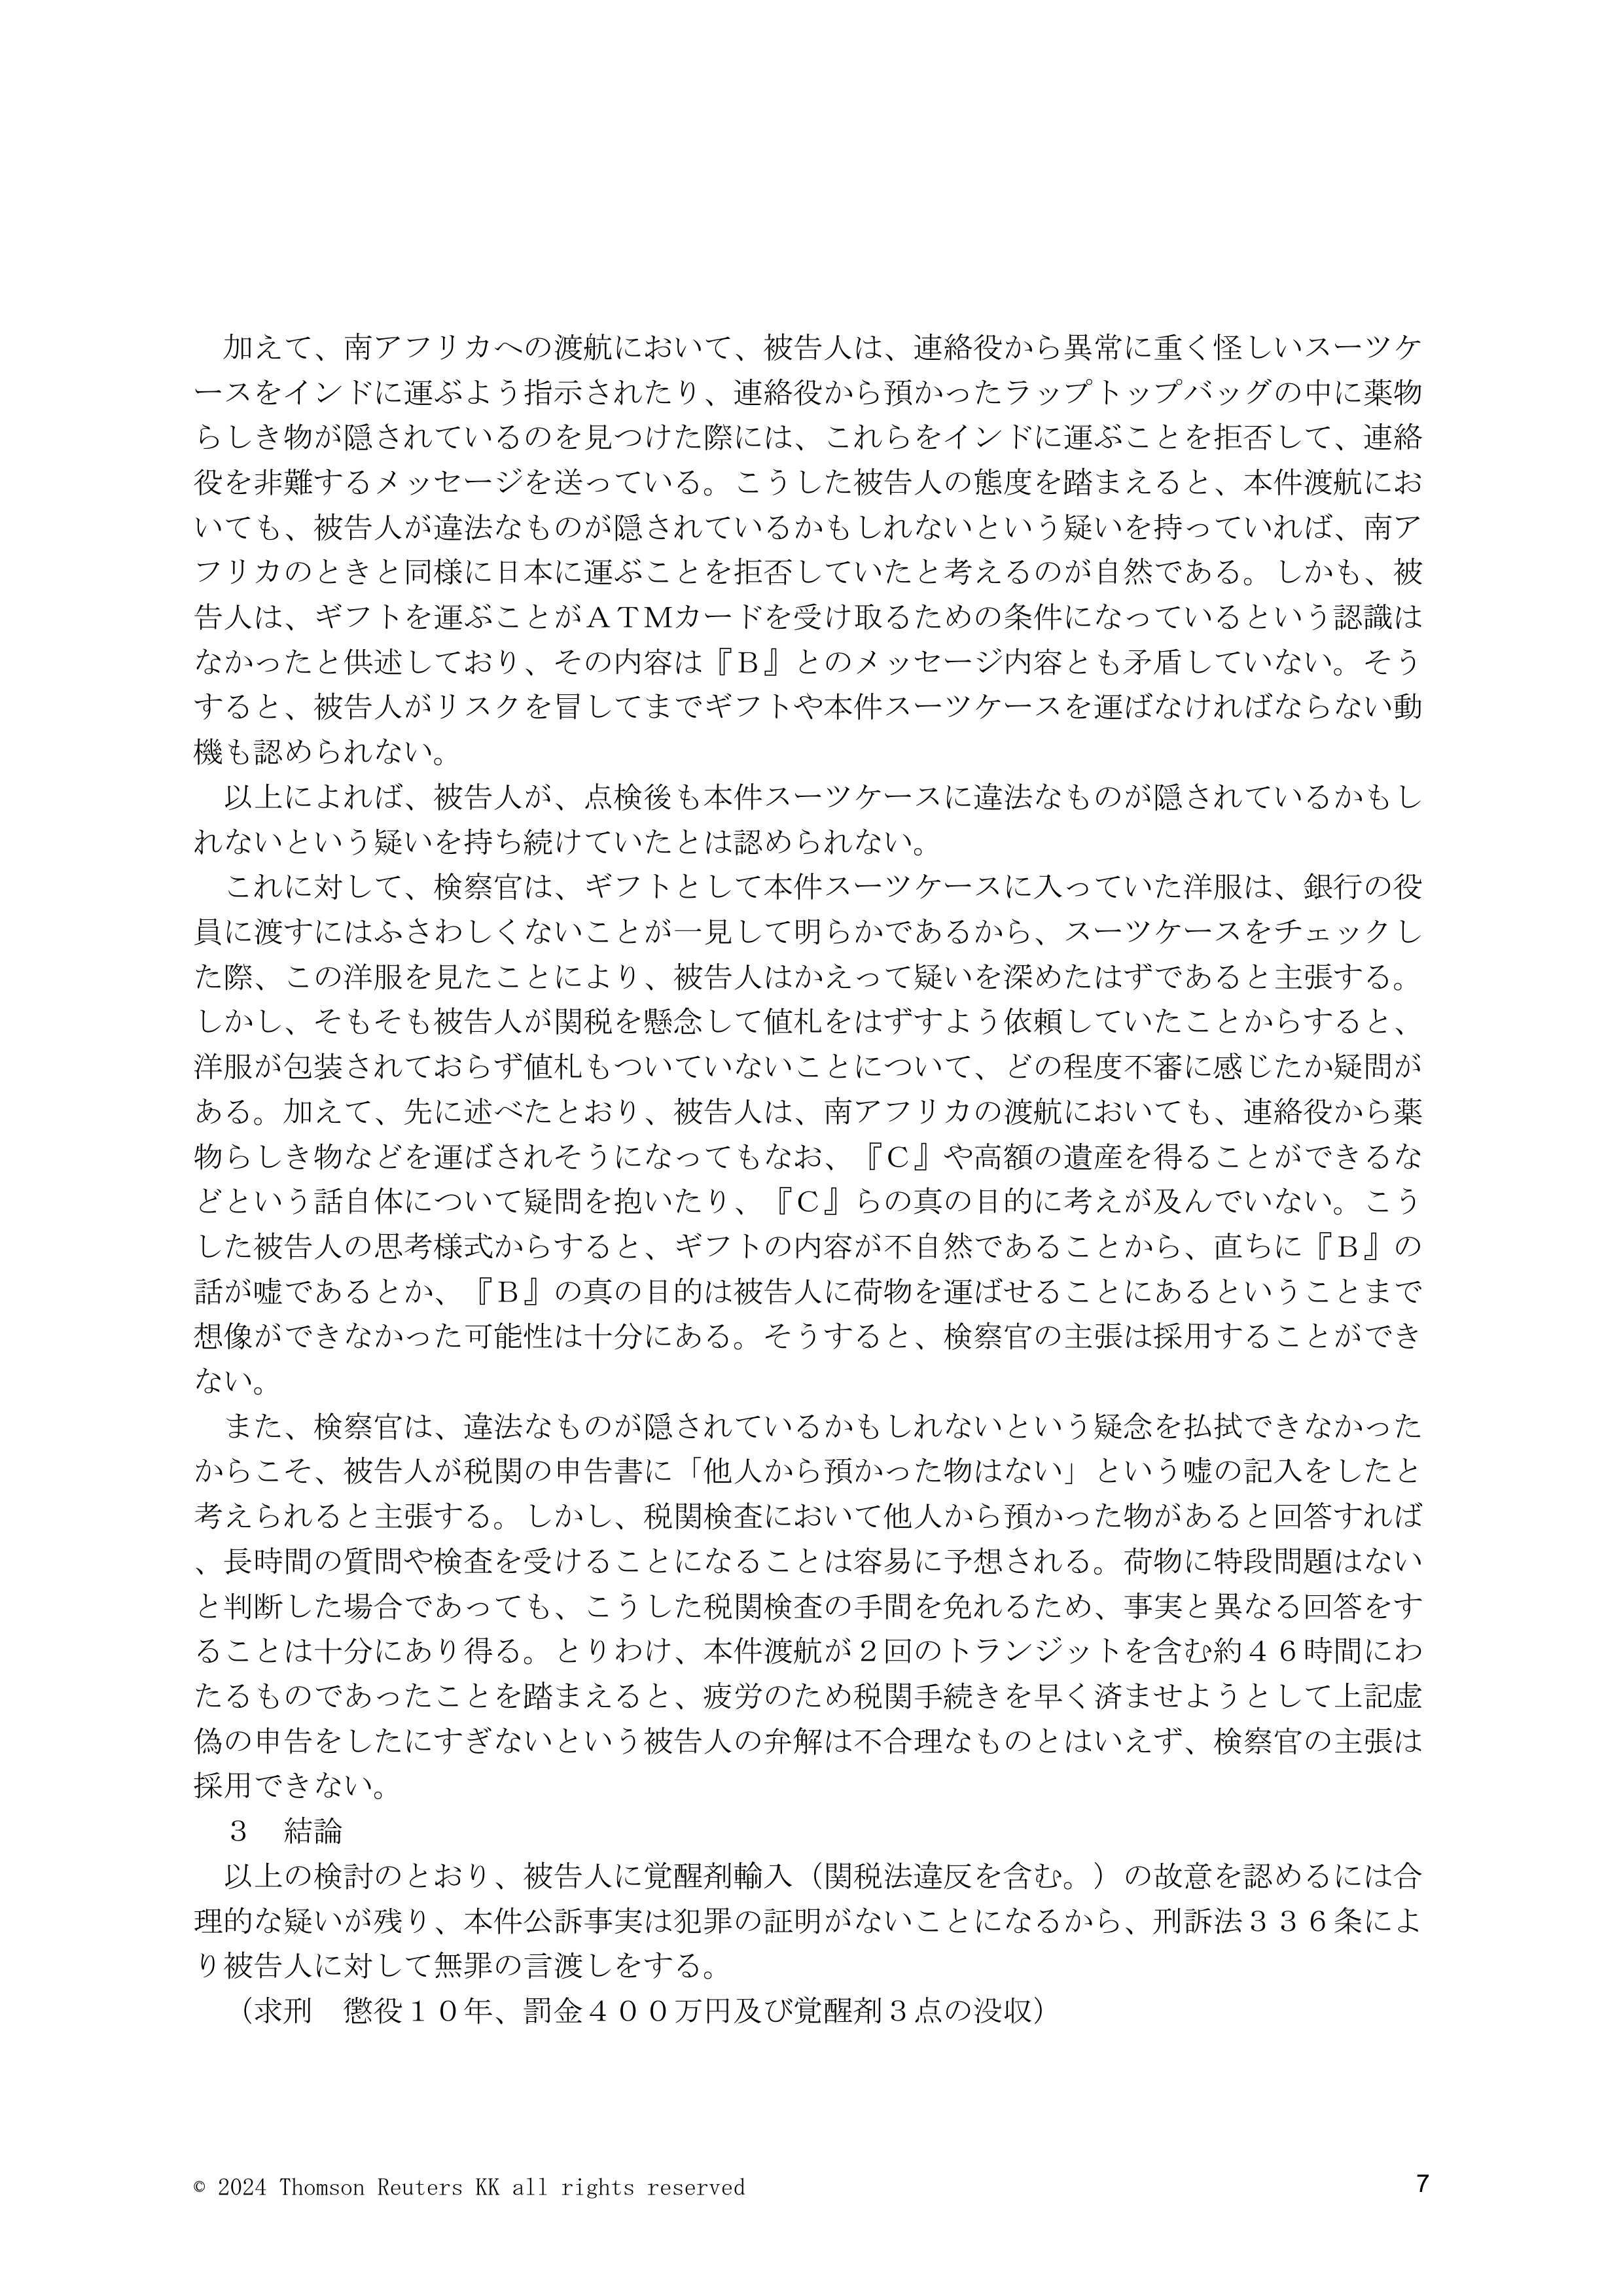 加えて、南アフリカへの渡航において、被告人は、連絡役から異常に重く怪しいスーツケ
ースをインドに運ぶよう指示されたり、連絡役から預かったラップトップバッグの中に薬物
らしき物が隠されているのを見つけた際には、これらをインドに運ぶことを拒否して、連絡
役を非難するメッセージを送っている。こうした被告人の態度を踏まえると、本件渡航にお
いても、被告人が違法なものが隠されているかもしれないという疑いを持っていれば、南ア
フリカのときと同様に日本に運ぶことを拒否していたと考えるのが自然である。しかも、被
告人は、ギフトを運ぶことがＡＴＭカードを受け取るための条件になっているという認識は
なかったと供述しており、その内容は『Ｂ』とのメッセージ内容とも矛盾していない。そう
すると、被告人がリスクを冒してまでギフトや本件スーツケースを運ばなければならない動
機も認められない。
以上によれば、被告人が、点検後も本件スーツケースに違法なものが隠されているかもし
れないという疑いを持ち続けていたとは認められない。
これに対して、検察官は、ギフトとして本件スーツケースに入っていた洋服は、銀行の役
員に渡すにはふさわしくないことが一見して明らかであるから、スーツケースをチェックし
た際、この洋服を見たことにより、被告人はかえって疑いを深めたはずであると主張する。
しかし、そもそも被告人が関税を懸念して値札をはずすよう依頼していたことからすると、
洋服が包装されておらず値札もついていないことについて、どの程度不審に感じたか疑問が
ある。加えて、先に述べたとおり、被告人は、南アフリカの渡航においても、連絡役から薬
物らしき物などを運ばされそうになってもなお、『Ｃ』や高額の遺産を得ることができるな
どという話自体について疑問を抱いたり、『Ｃ』らの真の目的に考えが及んでいない。こう
した被告人の思考様式からすると、ギフトの内容が不自然であることから、直ちに『Ｂ』の
話が嘘であるとか、『Ｂ』の真の目的は被告人に荷物を運ばせることにあるということまで
想像ができなかった可能性は十分にある。そうすると、検察官の主張は採用することができ
ない。
また、検察官は、違法なものが隠されているかもしれないという疑念を払拭できなかった
からこそ、被告人が税関の申告書に「他人から預かった物はない」という嘘の記入をしたと
考えられると主張する。しかし、税関検査において他人から預かった物があると回答すれば
、長時間の質問や検査を受けることになることは容易に予想される。荷物に特段問題はない
と判断した場合であっても、こうした税関検査の手間を免れるため、事実と異なる回答をす
ることは十分にあり得る。とりわけ、本件渡航が２回のトランジットを含む約４６時間にわ
たるものであったことを踏まえると、疲労のため税関手続きを早く済ませようとして上記虚
偽の申告をしたにすぎないという被告人の弁解は不合理なものとはいえず、検察官の主張は
採用できない。
３　結論
以上の検討のとおり、被告人に覚醒剤輸入（関税法違反を含む。）の故意を認めるには合
理的な疑いが残り、本件公訴事実は犯罪の証明がないことになるから、刑訴法３３６条によ
り被告人に対して無罪の言渡しをする。
（求刑　懲役１０年、罰金４００万円及び覚醒剤３点の没収）
© 2024 Thomson Reuters KK all rights reserved
7